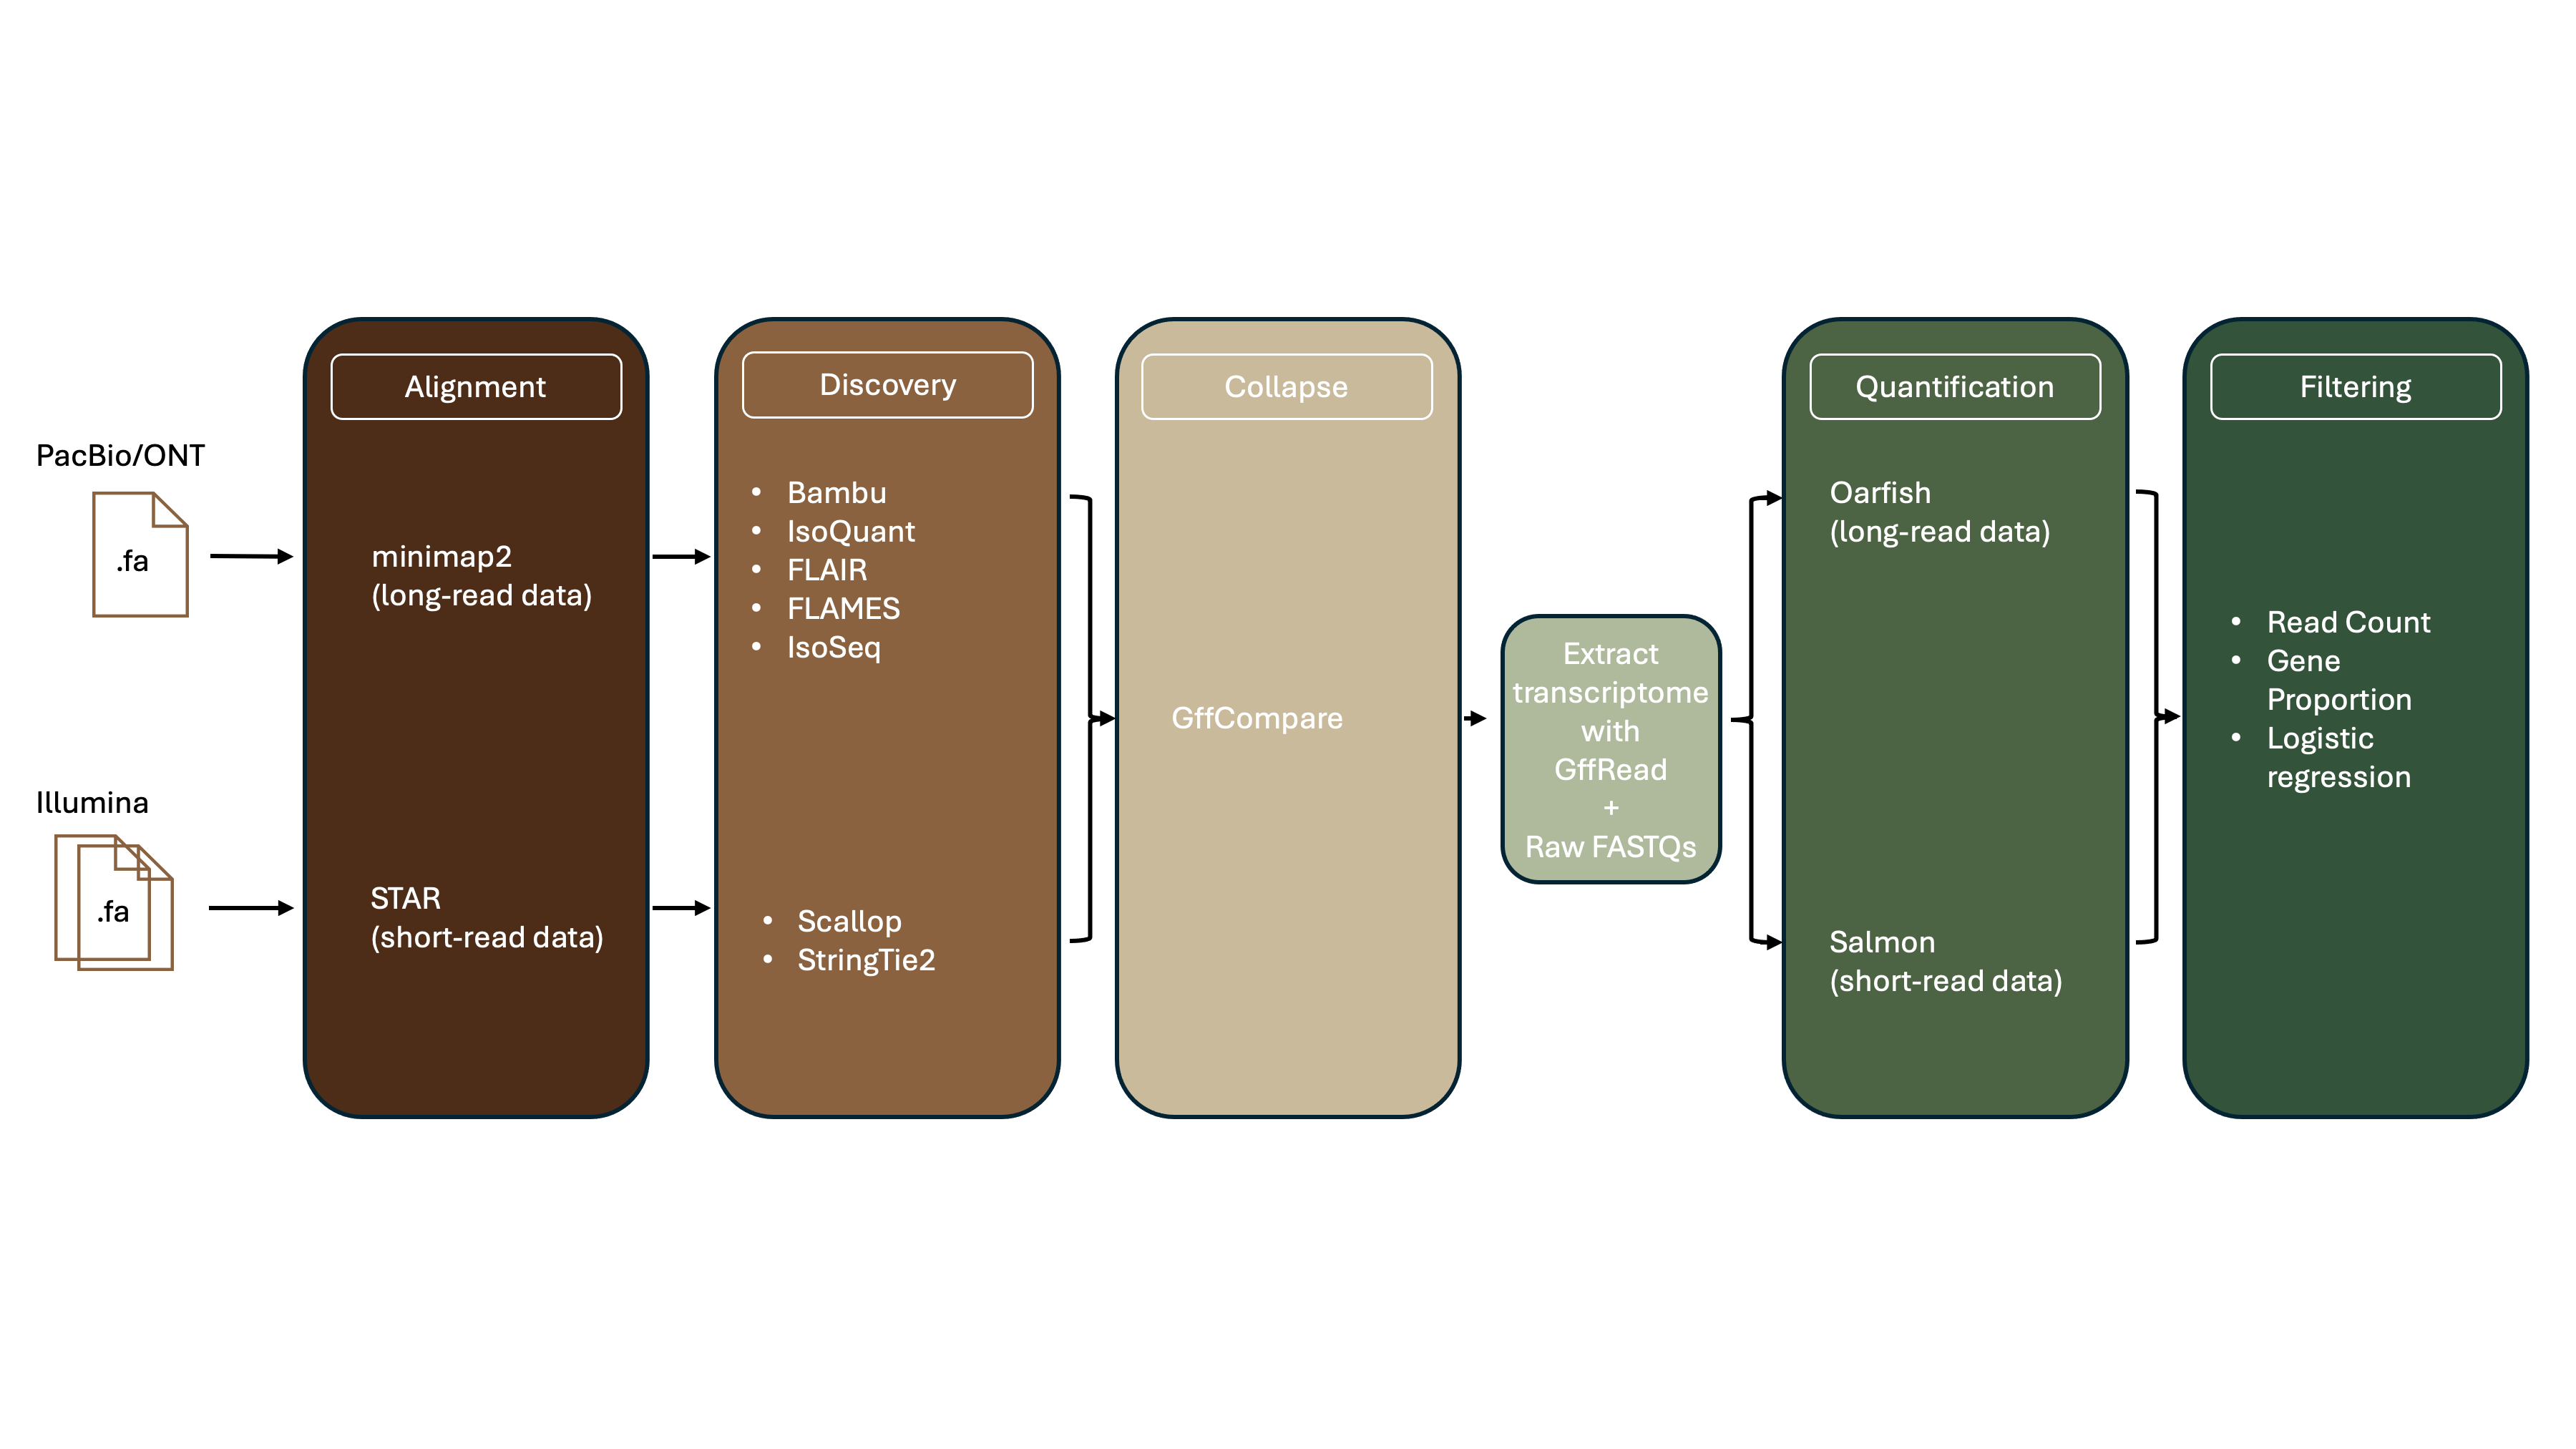 PacBio/ONT
.fa
Illumina
.fa
Alignment
minimap2
(long-read data)
STAR
(short-read data)
Discovery
• Bambu
• IsoQuant
• FLAIR
• FLAMES
• IsoSeq
• Scallop
• StringTie2
Collapse
GffCompare
Extract
transcriptome
with
GffRead
+
Raw FASTQs
Quantification
Oarfish
(long-read data)
Salmon
(short-read data)
Filtering
• Read Count
• Gene
Proportion
• Logistic
regression